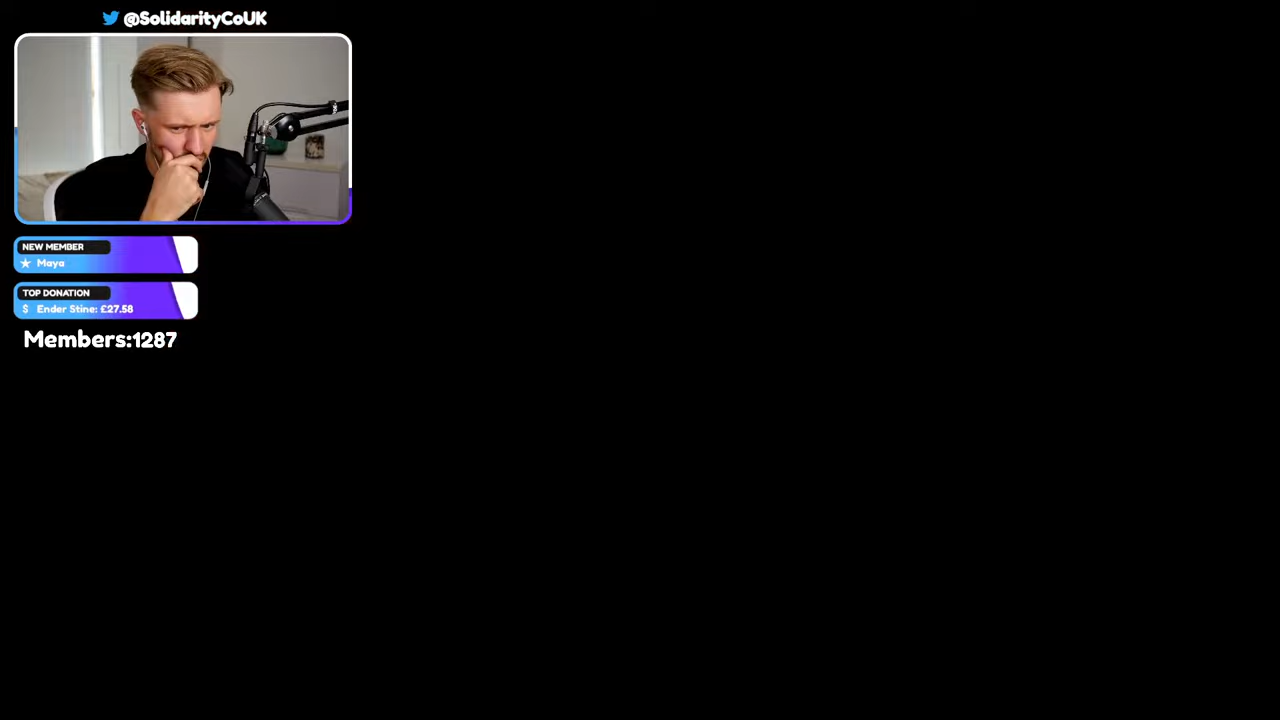 @SolidarityCoUK
NEW MEMBER
Maya
TOP DONATION
$ Ender Stine: £27.58
Members:1287